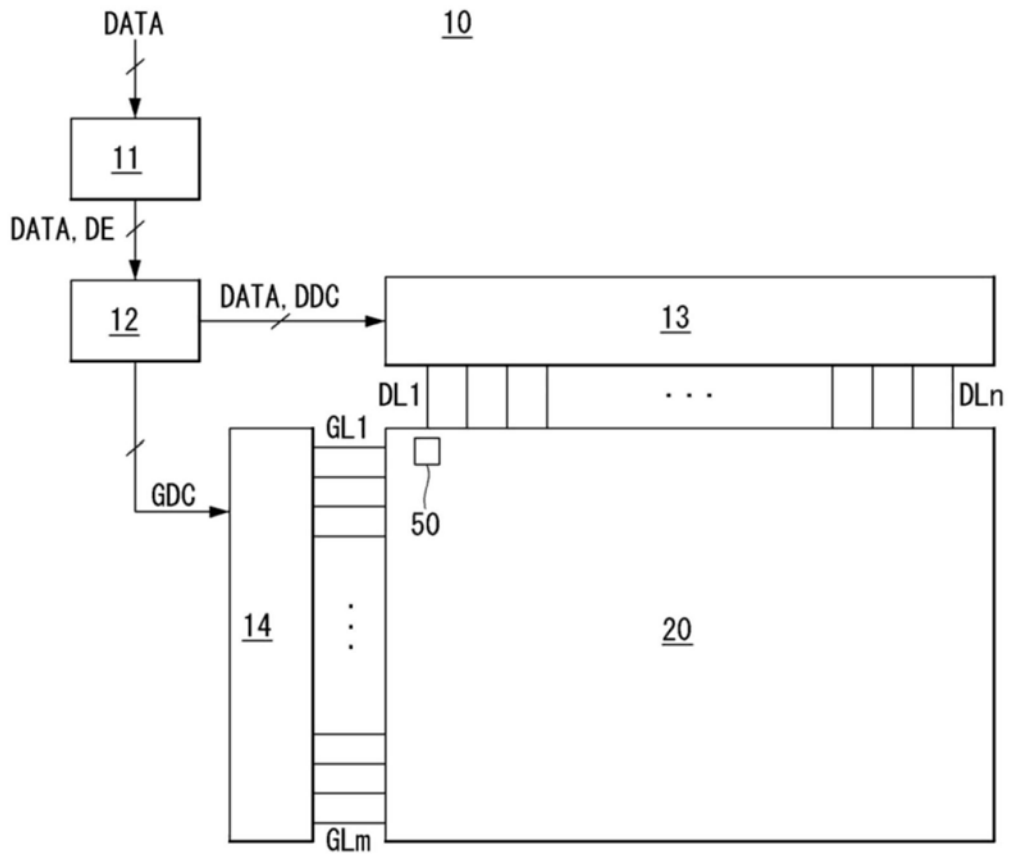 DATA
10
11
DATA, DE
12
DATA, DDC
13
DL1
...
DLn
GL1
50
GDC
14
20
GLm